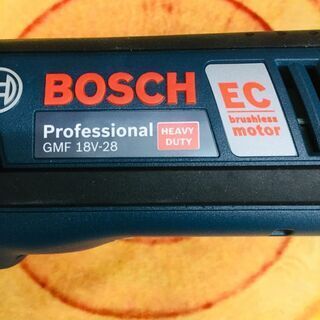 BOSCH
Professional
GMF 18V-28
HEAVY
DUTY
EC
brushless
motor